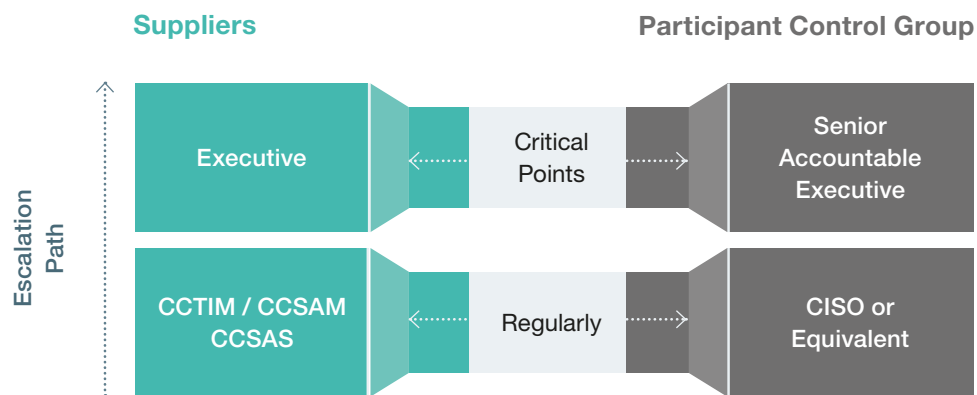 Suppliers
Participant Control Group
Escalation
Path
Executive
Critical
Points
Senior
Accountable
Executive
CCTIM / CCSAM
CCSAS
Regularly
CISO or
Equivalent